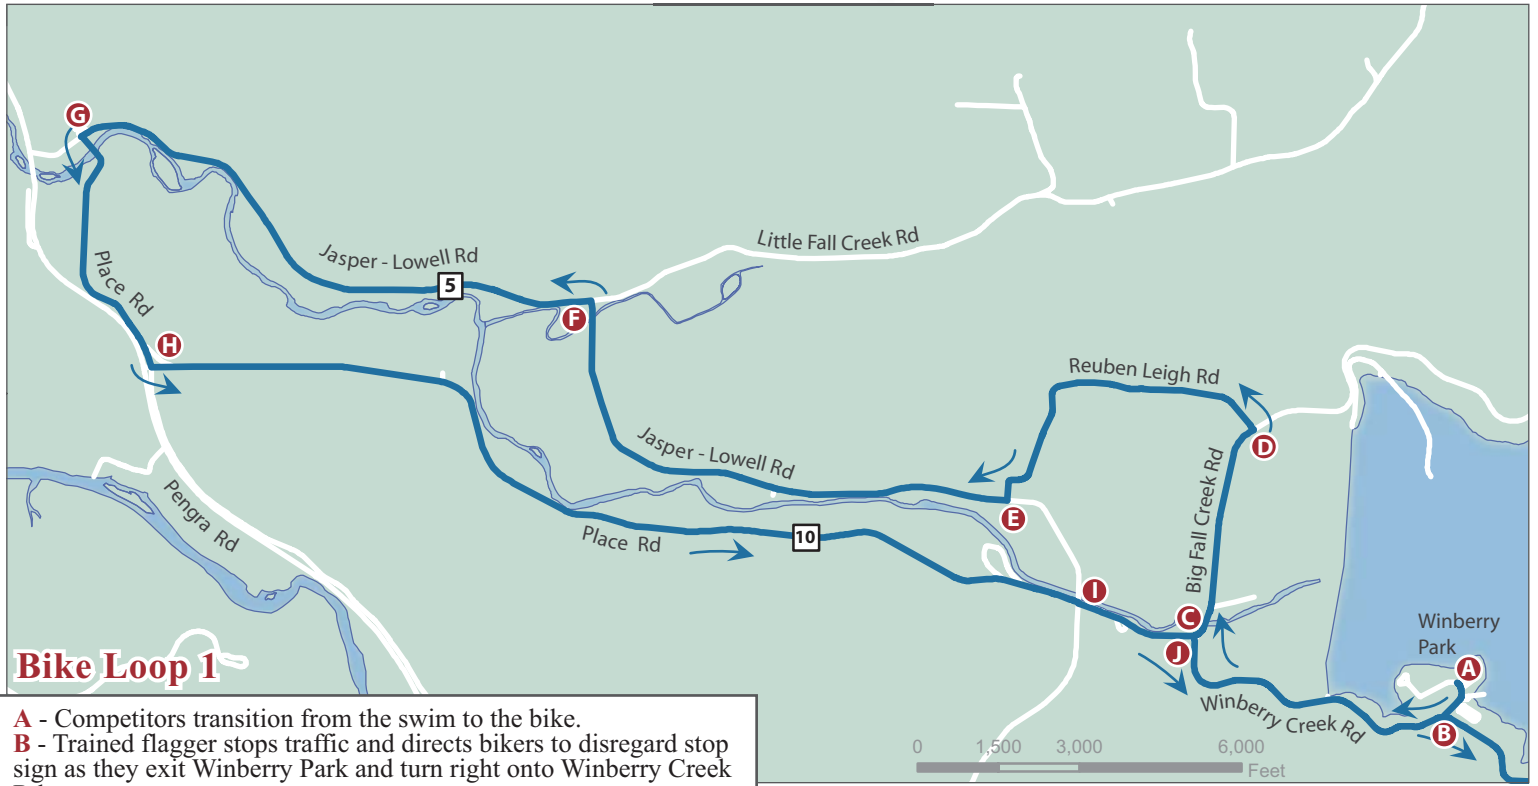 G
Jasper - Lowell Rd
5
Little Fall Creek Rd
F
Place Rd
H
Reuben Leigh Rd
D
Jasper - Lowell Rd
Big Fall Creek Rd
E
Pengra Rd
Place Rd
10
I
C
J
Winberry
Park
A
Winberry Creek Rd
B
0 1,500 3,000 6,000
Feet
Bike Loop 1
A - Competitors transition from the swim to the bike.
B - Trained flagger stops traffic and directs bikers to disregard stop
sign as they exit Winberry Park and turn right onto Winberry Creek